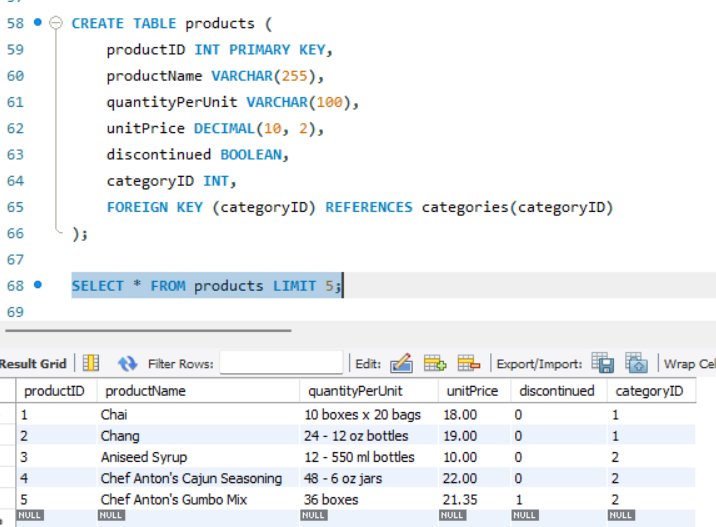 58 CREATE TABLE products (
59 productID INT PRIMARY KEY,
60 productName VARCHAR(255),
61 quantityPerUnit VARCHAR(100),
62 unitPrice DECIMAL(10, 2),
63 discontinued BOOLEAN,
64 categoryID INT,
65 FOREIGN KEY (categoryID) REFERENCES categories(categoryID)
66 );
67
68 SELECT * FROM products LIMIT 5;
69
Result Grid Filter Rows: Edit: Export/Import: Wrap Cel
productID productName quantityPerUnit unitPrice discontinued categoryID
1 Chai 10 boxes x 20 bags 18.00 0 1
2 Chang 24 - 12 oz bottles 19.00 0 1
3 Aniseed Syrup 12 - 550 ml bottles 10.00 0 2
4 Chef Anton's Cajun Seasoning 48 - 6 oz jars 22.00 0 2
5 Chef Anton's Gumbo Mix 36 boxes 21.35 1 2
NULL NULL NULL NULL NULL NULL